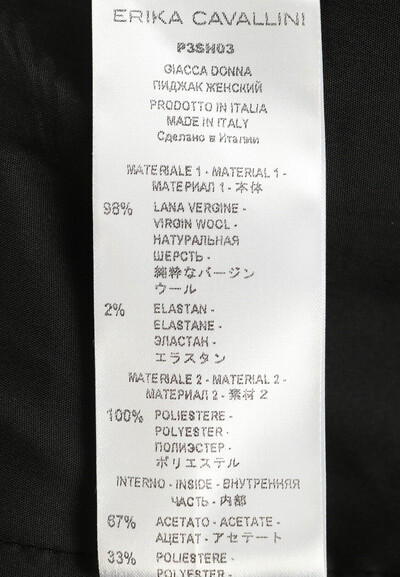 ERIKA CAVALLINI
P3SH03
GIACCA DONNA
ПИДЖАК ЖЕНСКИЙ
PRODOTTO IN ITALIA
MADE IN ITALY
Сделано в Италии
MATERIALE 1 - MATERIAL 1 -
МАТЕРИАЛ 1 - 本体
98% LANA VERGINE -
VIRGIN WOOL -
НАТУРАЛЬНАЯ
ШЕРСТЬ -
純粋なバージン
ウール
2% ELASTAN -
ELASTANE -
ЭЛАСТАН -
エラスタン
MATERIALE 2 - MATERIAL 2 -
МАТЕРИАЛ 2 - 素材 2
100% POLIESTERE -
POLYESTER -
ПОЛИЭСТЕР -
ポリエステル
INTERNO - INSIDE - ВНУТРЕННЯЯ
ЧАСТЬ - 内部
67% ACETATO - ACETATE -
АЦЕТАТ - アセテート
33% POLIESTERE -
POLYESTER -